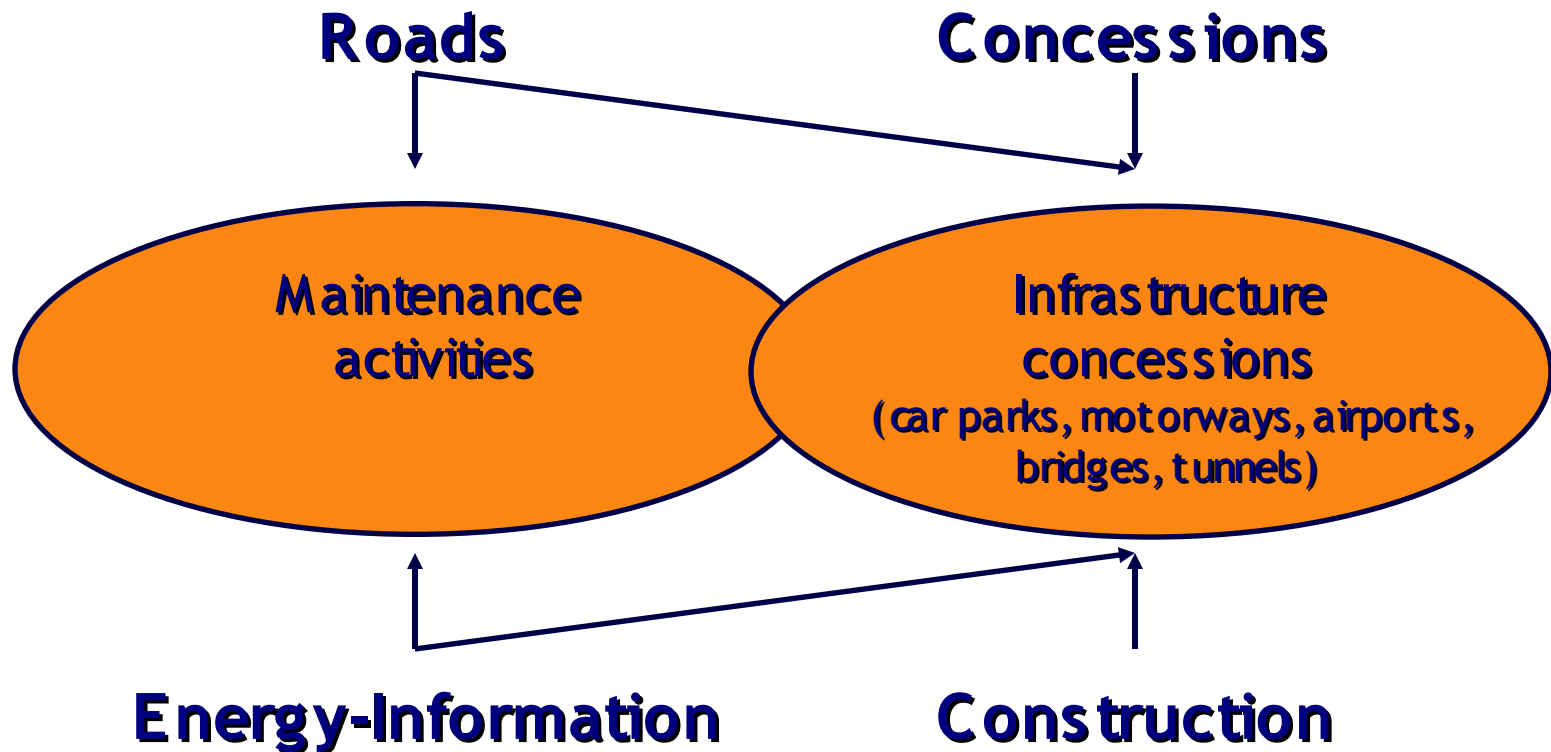 Roads
Concessions
Maintenance
activities
Infrastructure
concessions
(car parks, motorways, airports,
bridges, tunnels)
Energy-Information
Construction